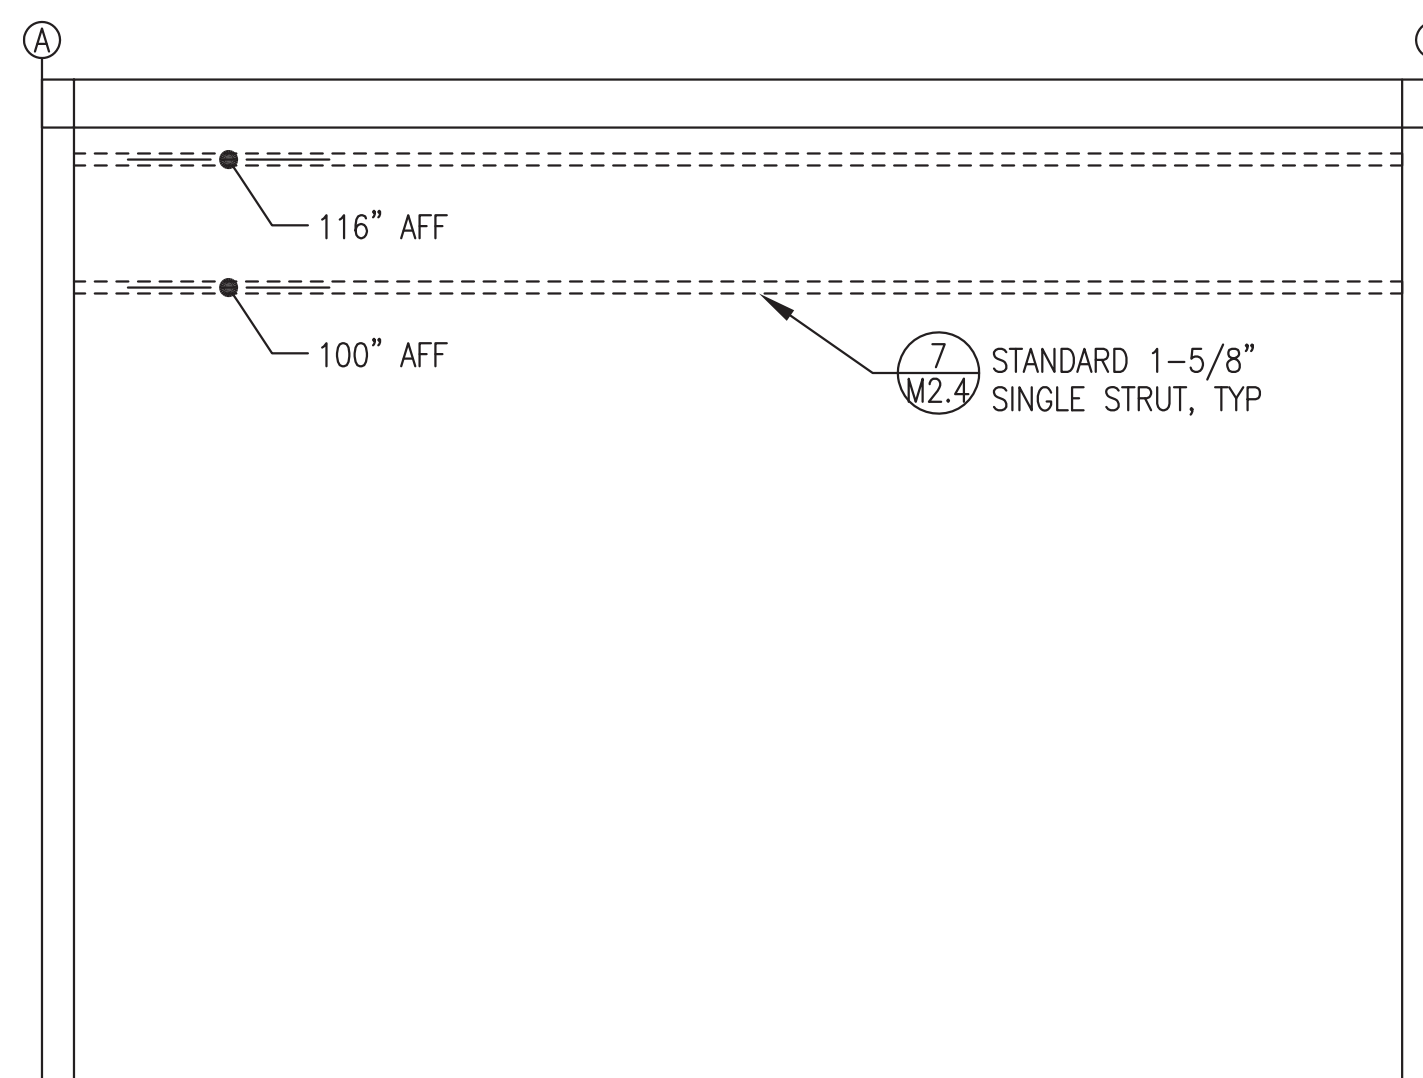 A
116” AFF
100” AFF
7
M2.4
STANDARD 1-5/8”
SINGLE STRUT, TYP